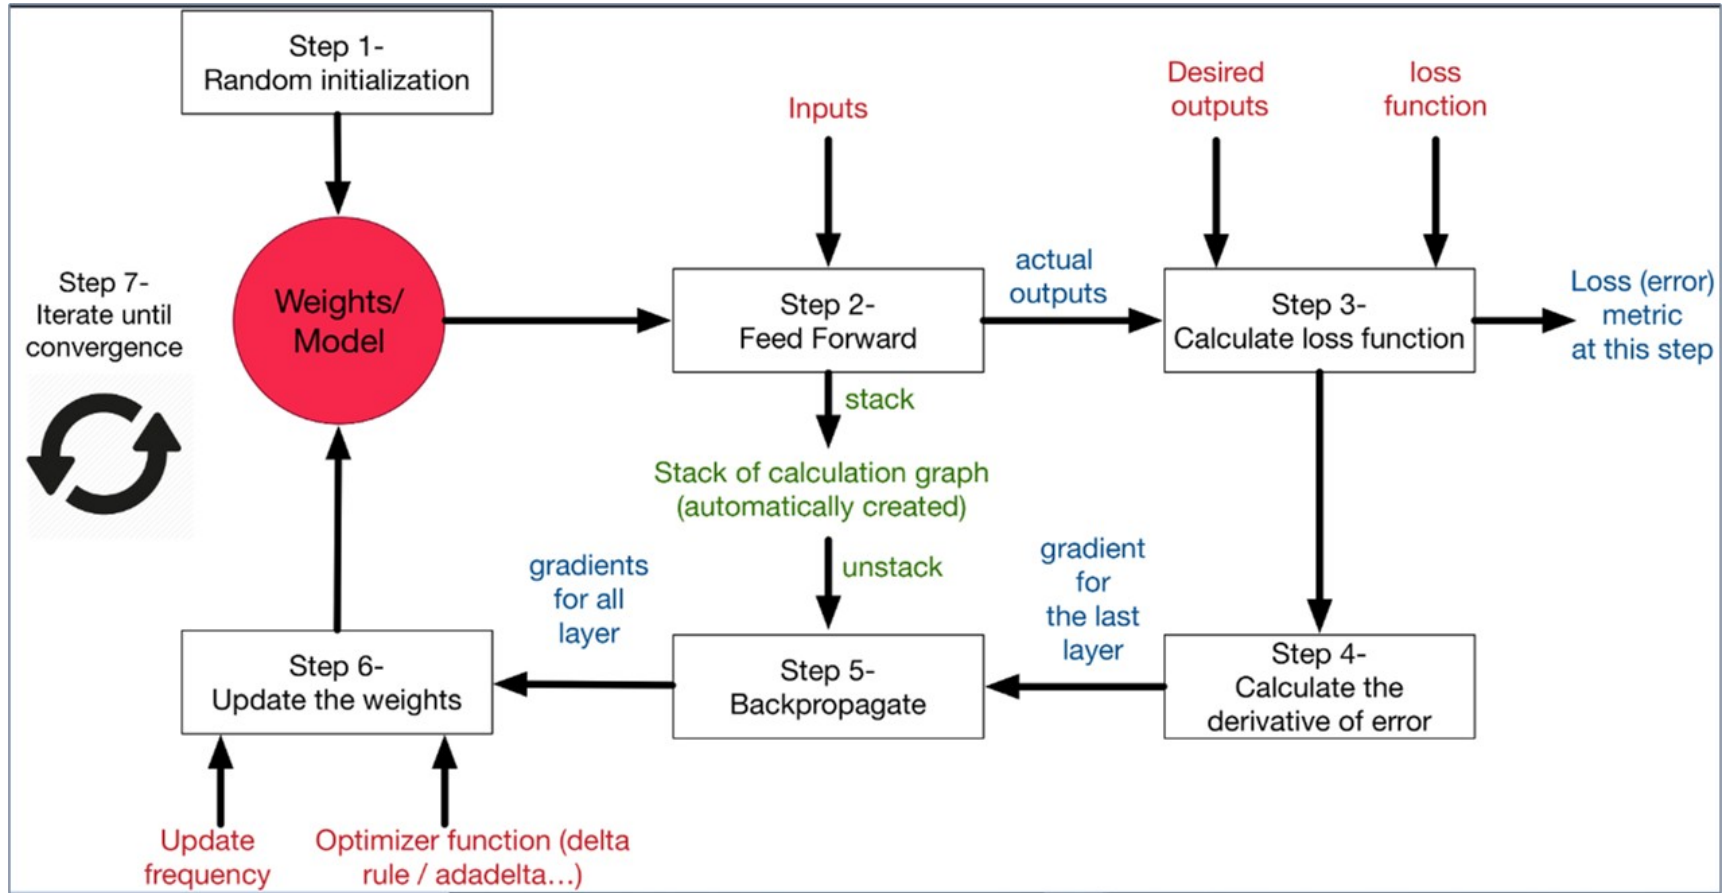 Step 1-
Random initialization
Inputs
Desired
outputs
loss
function
Step 7-
Iterate until
convergence
Weights/
Model
Step 2-
Feed Forward
actual
outputs
Step 3-
Calculate loss function
Loss (error)
metric
at this step
stack
Stack of calculation graph
(automatically created)
unstack
gradients
for all
layer
gradient
for
the last
layer
Step 6-
Update the weights
Step 5-
Backpropagate
Step 4-
Calculate the
derivative of error
Update
frequency
Optimizer function (delta
rule / adadelta...)